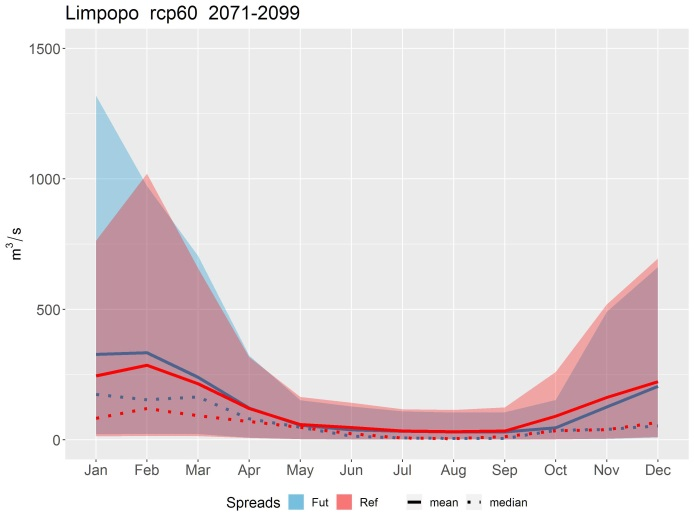 Limpopo rcp60 2071-2099
1500
1000
500
0
m3/s
Jan Feb Mar Apr May Jun Jul Aug Sep Oct Nov Dec
Spreads Fut Ref mean median